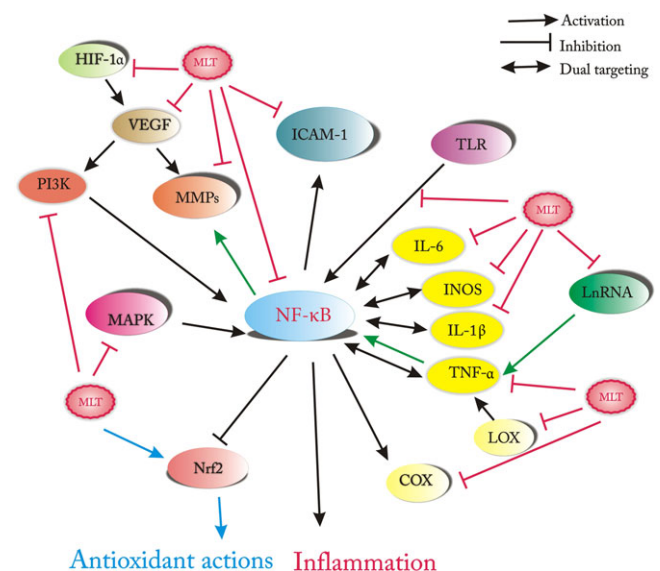 Activation
Inhibition
Dual targeting
HIF-1α
MLT
VEGF
ICAM-1
TLR
PI3K
MMPs
MLT
IL-6
INOS
LnRNA
NF-κB
IL-1β
MAPK
TNF-α
MLT
MLT
LOX
Nrf2
COX
Antioxidant actions Inflammation